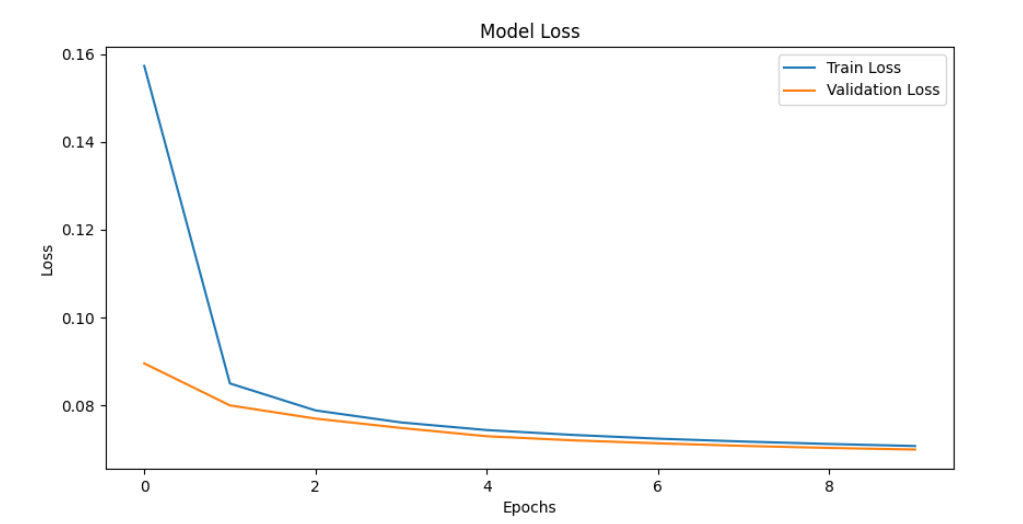 Model Loss
0.16
0.14
0.12
0.10
0.08
Loss
Train Loss
Validation Loss
0 2 4 6 8
Epochs